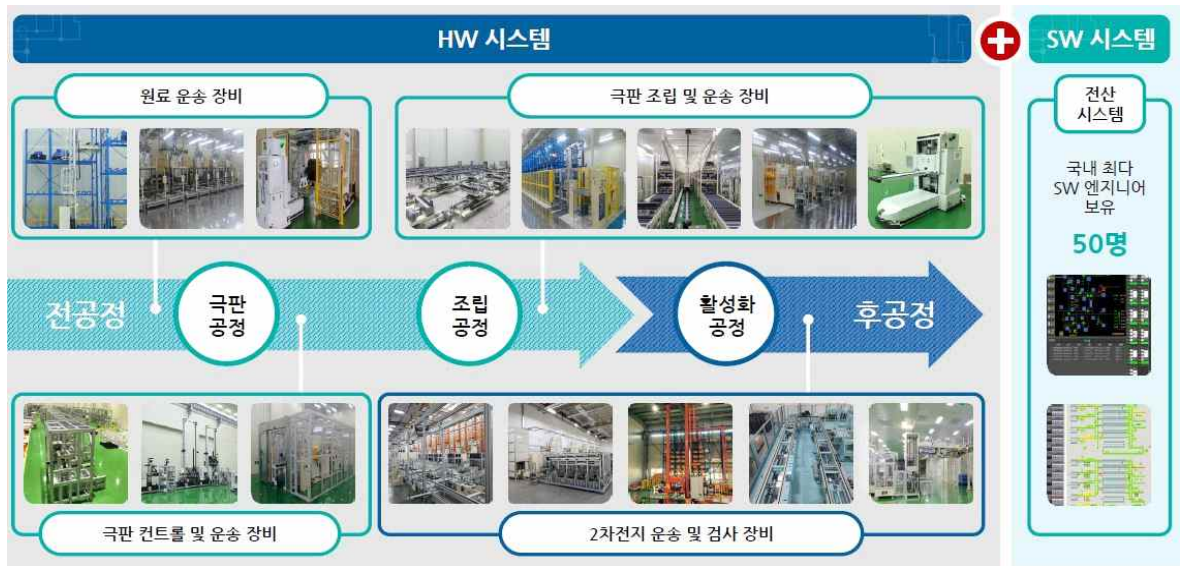 HW 시스템
SW 시스템
원료 운송 장비
극판 조립 및 운송 장비
전산
시스템
국내 최다
SW 엔지니어
보유
50명
전공정
극판
공정
조립
공정
활성화
공정
후공정
극판 컨트롤 및 운송 장비
2차전지 운송 및 검사 장비